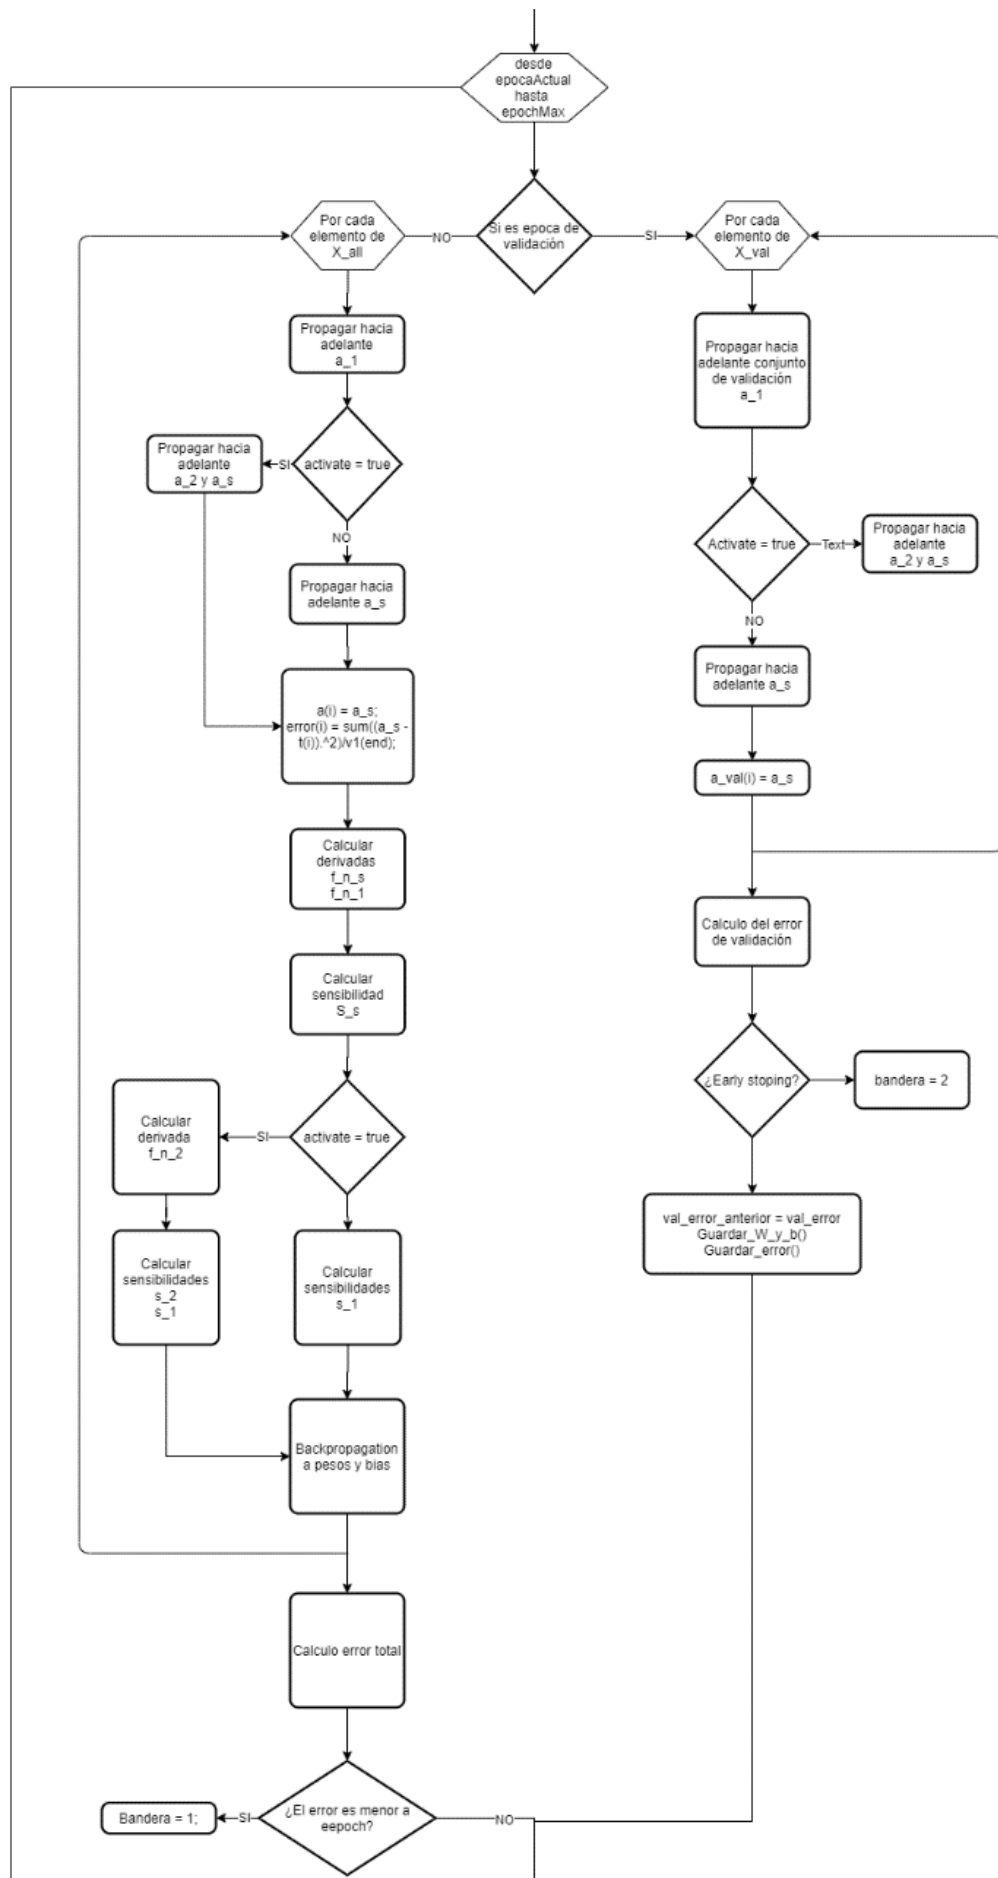 desde
epocaActual
hasta
epochMax
Si es epoca de
validación
NO
SI
Por cada
elemento de
X_all
Propagar hacia
adelante
a_1
activate = true
SI
Propagar hacia
adelante
a_2 y a_s
NO
Propagar hacia
adelante a_s
a(i) = a_s;
error(i) = sum((a_s -
t(i)).^2)/v1(end);
Calcular
derivadas
f_n_s
f_n_1
Calcular
sensibilidad
S_s
activate = true
SI
Calcular
derivada
f_n_2
Calcular
sensibilidades
s_2
s_1
Calcular
sensibilidades
s_1
Backpropagation
a pesos y bias
Calculo error total
¿El error es menor a
eepoch?
SI
Bandera = 1;
NO
Por cada
elemento de
X_val
Propagar hacia
adelante conjunto
de validación
a_1
Activate = true
Text
Propagar hacia
adelante
a_2 y a_s
NO
Propagar hacia
adelante a_s
a_val(i) = a_s
Calculo del error
de validación
¿Early stoping?
bandera = 2
val_error_anterior = val_error
Guardar_W_y_b()
Guardar_error()